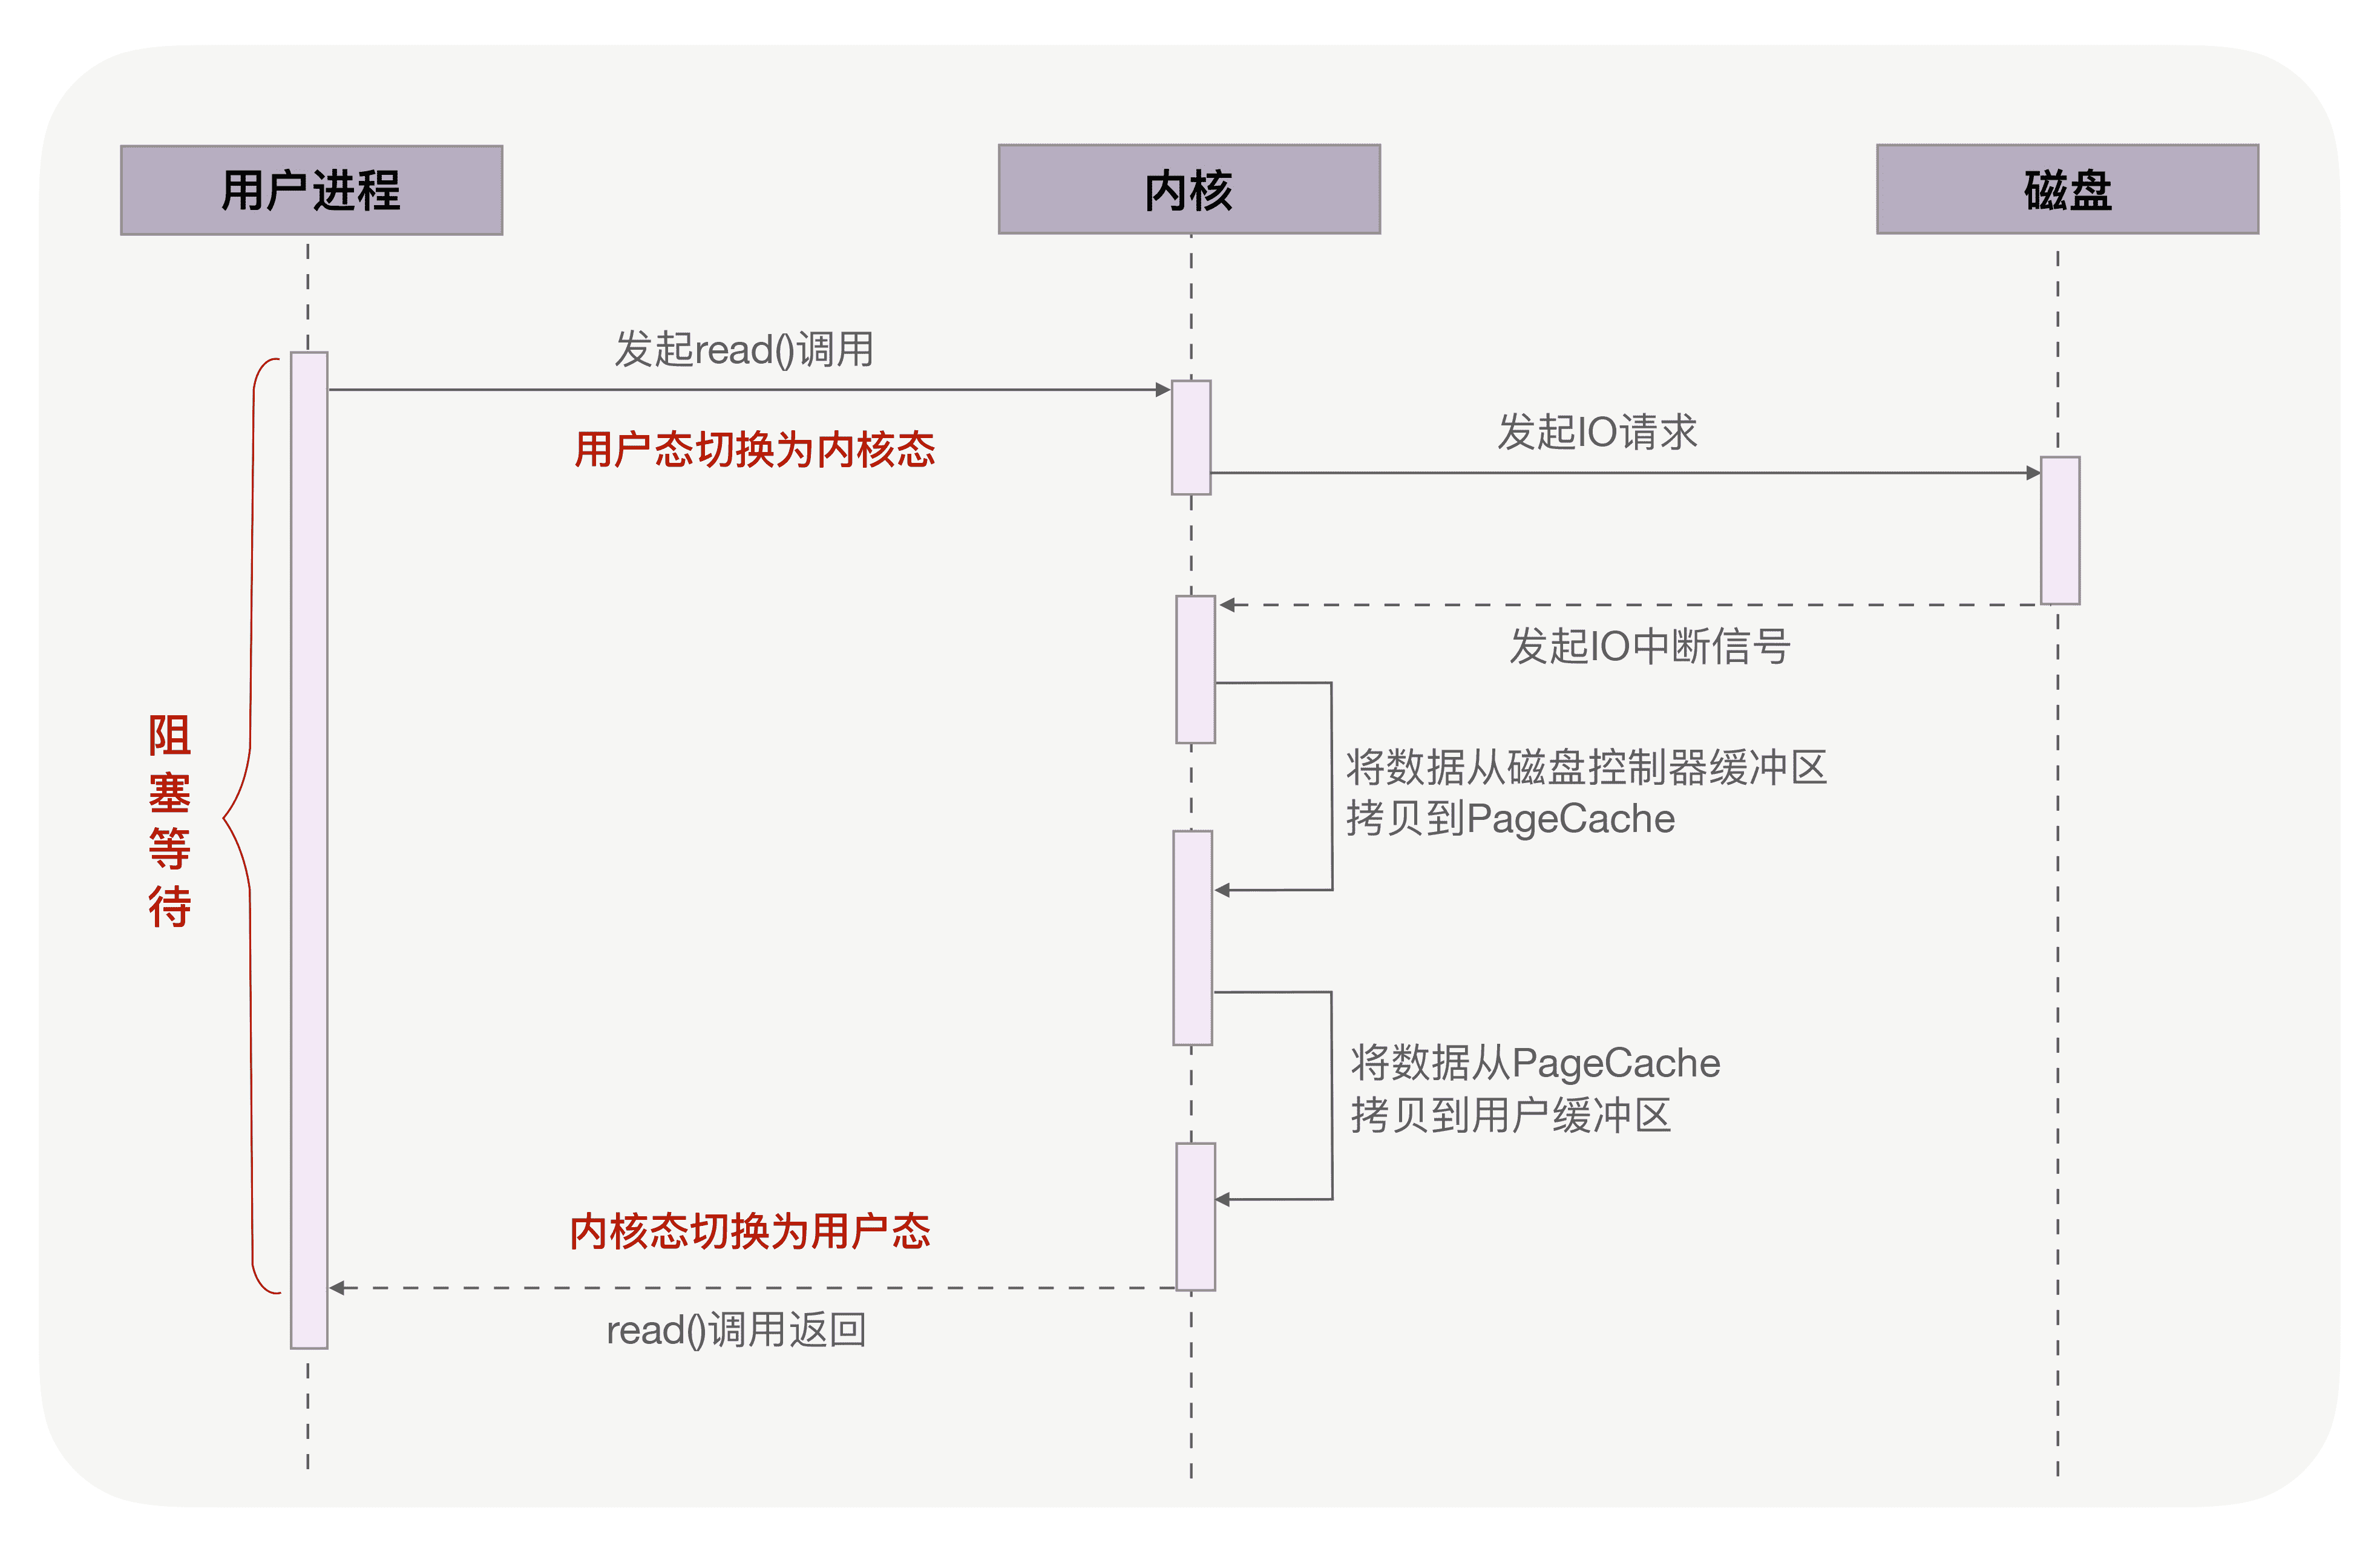 用户进程
内核
磁盘
发起read()调用
用户态切换为内核态
发起IO请求
发起IO中断信号
阻塞等待
将数据从磁盘控制器缓冲区
拷贝到PageCache
将数据从PageCache
拷贝到用户缓冲区
内核态切换为用户态
read()调用返回